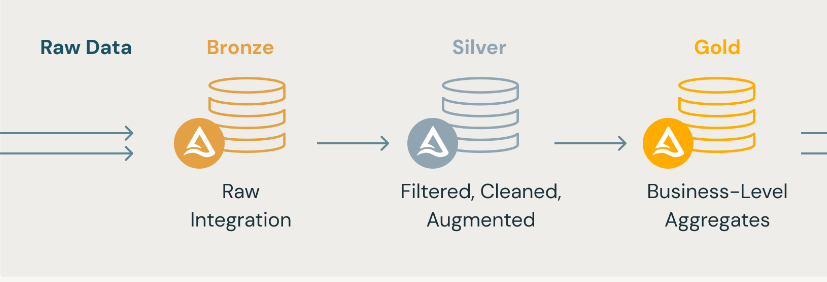 Raw Data
Bronze
Silver
Gold
Raw
Integration
Filtered, Cleaned,
Augmented
Business-Level
Aggregates